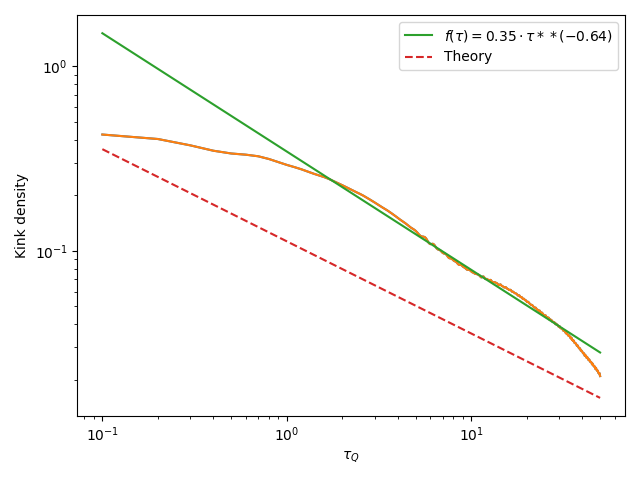 f(τ) = 0.35 · τ * *(−0.64)
Theory
10⁰
10⁻¹
Kink density
10⁻¹
10⁰
10¹
τ_Q